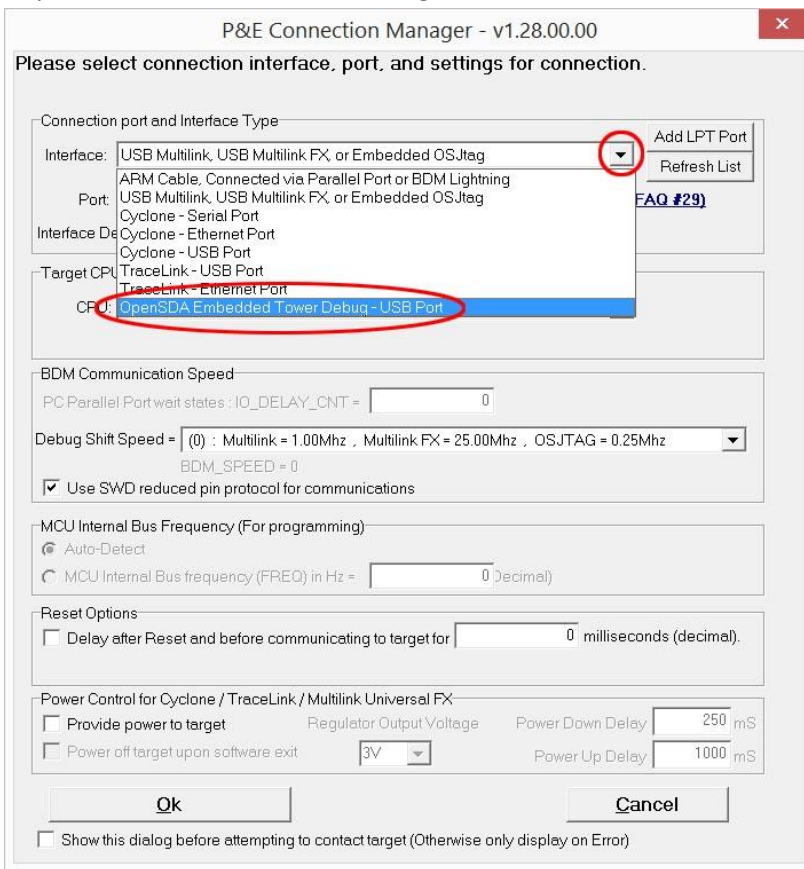 P&E Connection Manager - v1.28.00.00
Please select connection interface, port, and settings for connection.
Connection port and Interface Type
Add LPT Port
Interface: USB Multilink, USB Multilink FX, or Embedded OSJtag
Refresh List
ARM Cable, Connected via Parallel Port or BDM Lightning
Port: USB Multilink, USB Multilink FX, or Embedded OSJtag
FAQ #29)
Cyclone - Serial Port
Interface De Cyclone - Ethernet Port
Cyclone - USB Port
Target CPU TraceLink - USB Port
TraceLink - Ethernet Port
CPU: OpenSDA Embedded Tower Debug - USB Port
BDM Communication Speed
PC Parallel Port wait states : IO_DELAY_CNT = 0
Debug Shift Speed = (0) : Multilink = 1.00Mhz , Multilink FX = 25.00Mhz , OSJTAG = 0.25Mhz
BDM_SPEED = 0
Use SWD reduced pin protocol for communications
MCU Internal Bus Frequency (For programming)
Auto-Detect
MCU Internal Bus frequency (FREQ) in Hz = 0 Decimal)
Reset Options
Delay after Reset and before communicating to target for 0 milliseconds (decimal).
Power Control for Cyclone / TraceLink / Multilink Universal FX
Provide power to target Regulator Output Voltage Power Down Delay 250 mS
Power off target upon software exit 3V Power Up Delay 1000 mS
Ok Cancel
Show this dialog before attempting to contact target (Otherwise only display on Error)